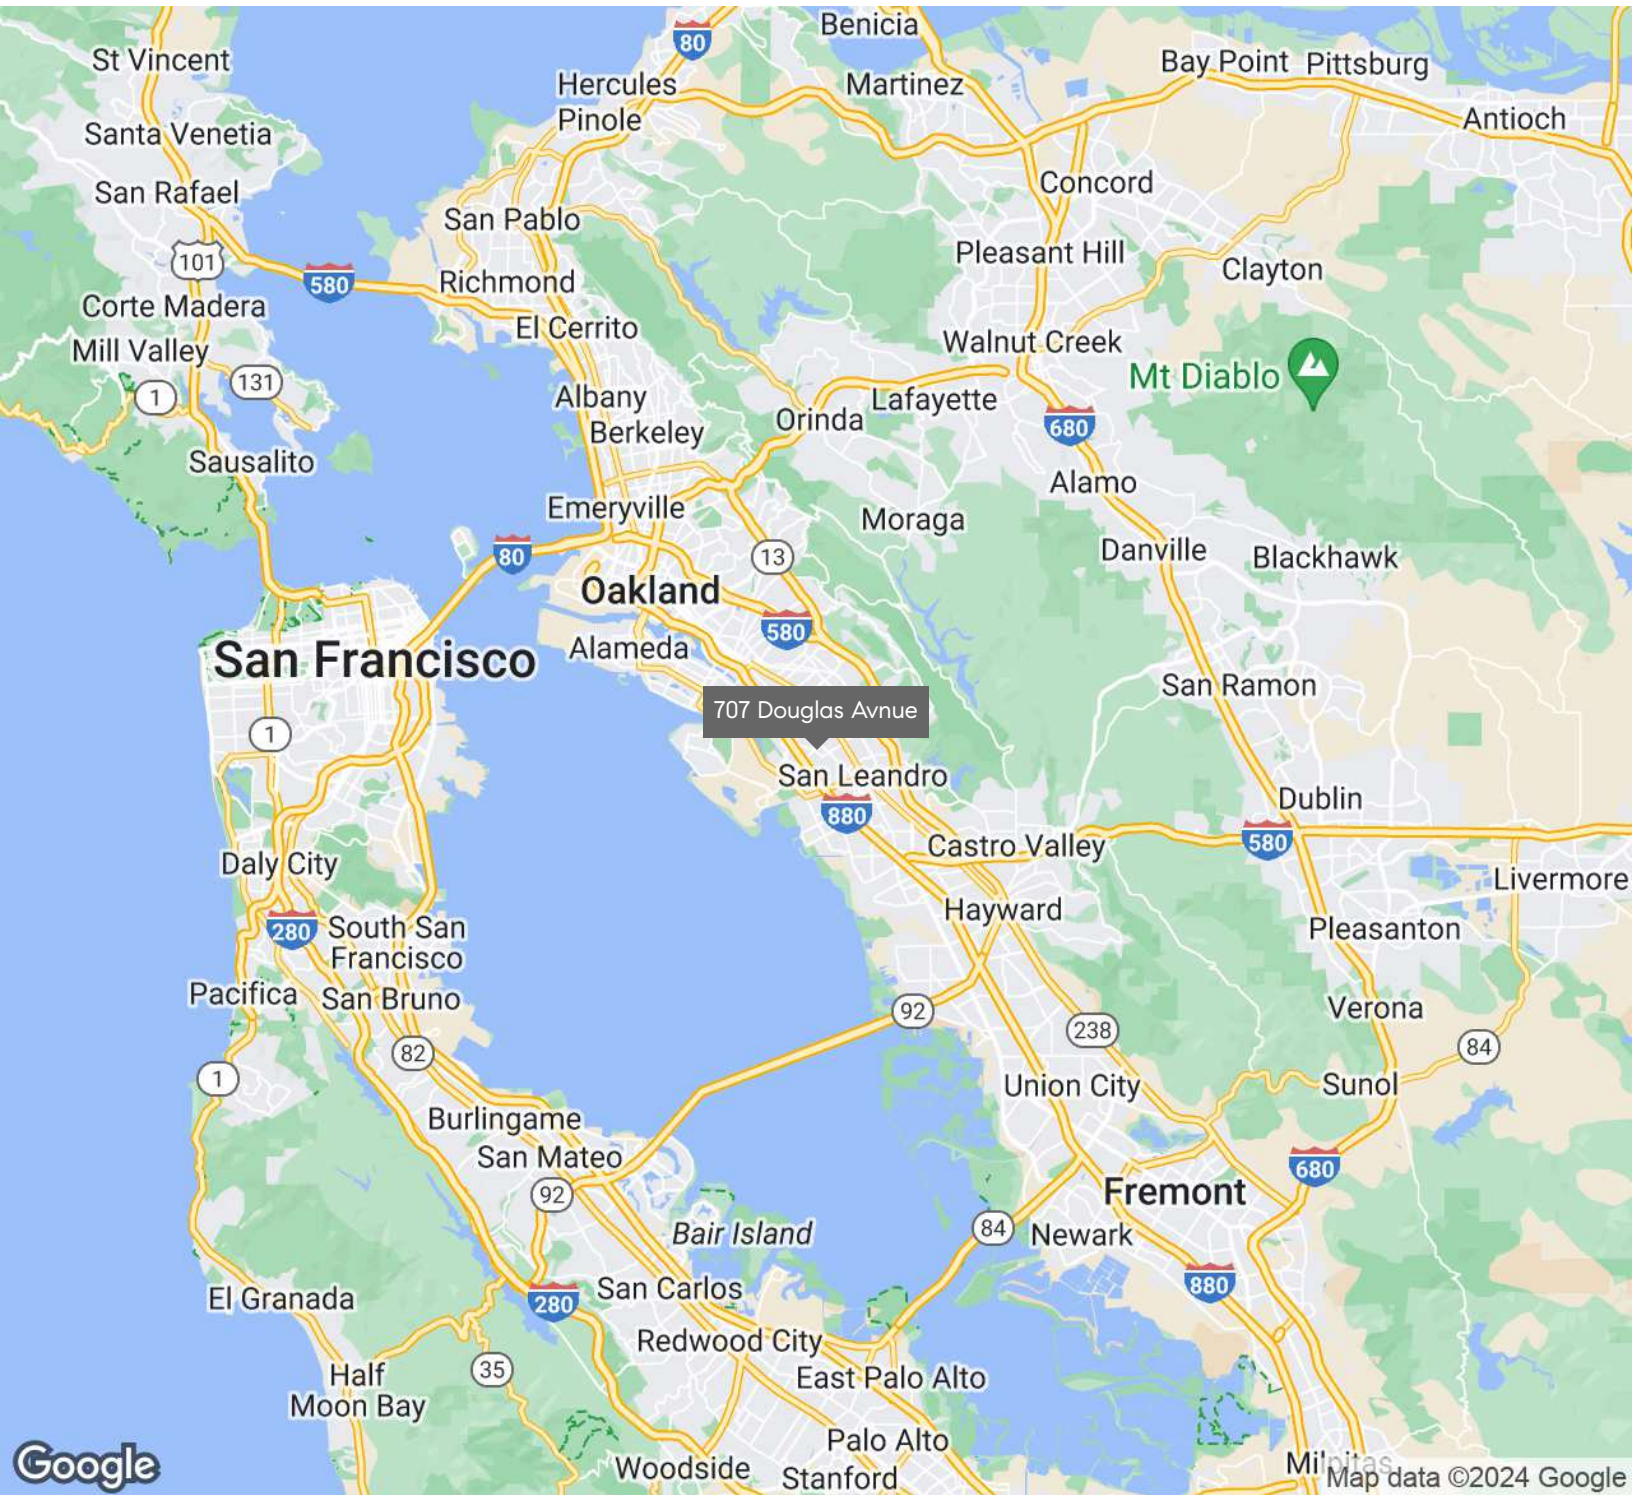 Benicia
80
St Vincent
Bay Point
Pittsburg
Hercules
Martinez
Pinole
Antioch
Santa Venetia
Concord
San Rafael
San Pablo
Pleasant Hill
101
Clayton
580
Richmond
Corte Madera
El Cerrito
Walnut Creek
Mill Valley
Mt Diablo
131
1
Albany
Lafayette
Orinda
680
Berkeley
Sausalito
Alamo
Emeryville
Moraga
Danville
Blackhawk
80
13
Oakland
580
Alameda
San Francisco
San Ramon
707 Douglas Avnue
1
San Leandro
Dublin
880
580
Castro Valley
Daly City
Livermore
Hayward
280
South San
Francisco
Pleasanton
Pacifica
San Bruno
Verona
92
238
82
84
1
Union City
Sunol
Burlingame
San Mateo
680
92
Fremont
Bair Island
84
Newark
880
San Carlos
El Granada
280
Redwood City
35
Half
Moon Bay
East Palo Alto
Palo Alto
Google
Woodside
Stanford
Milpitas
Map data ©2024 Google